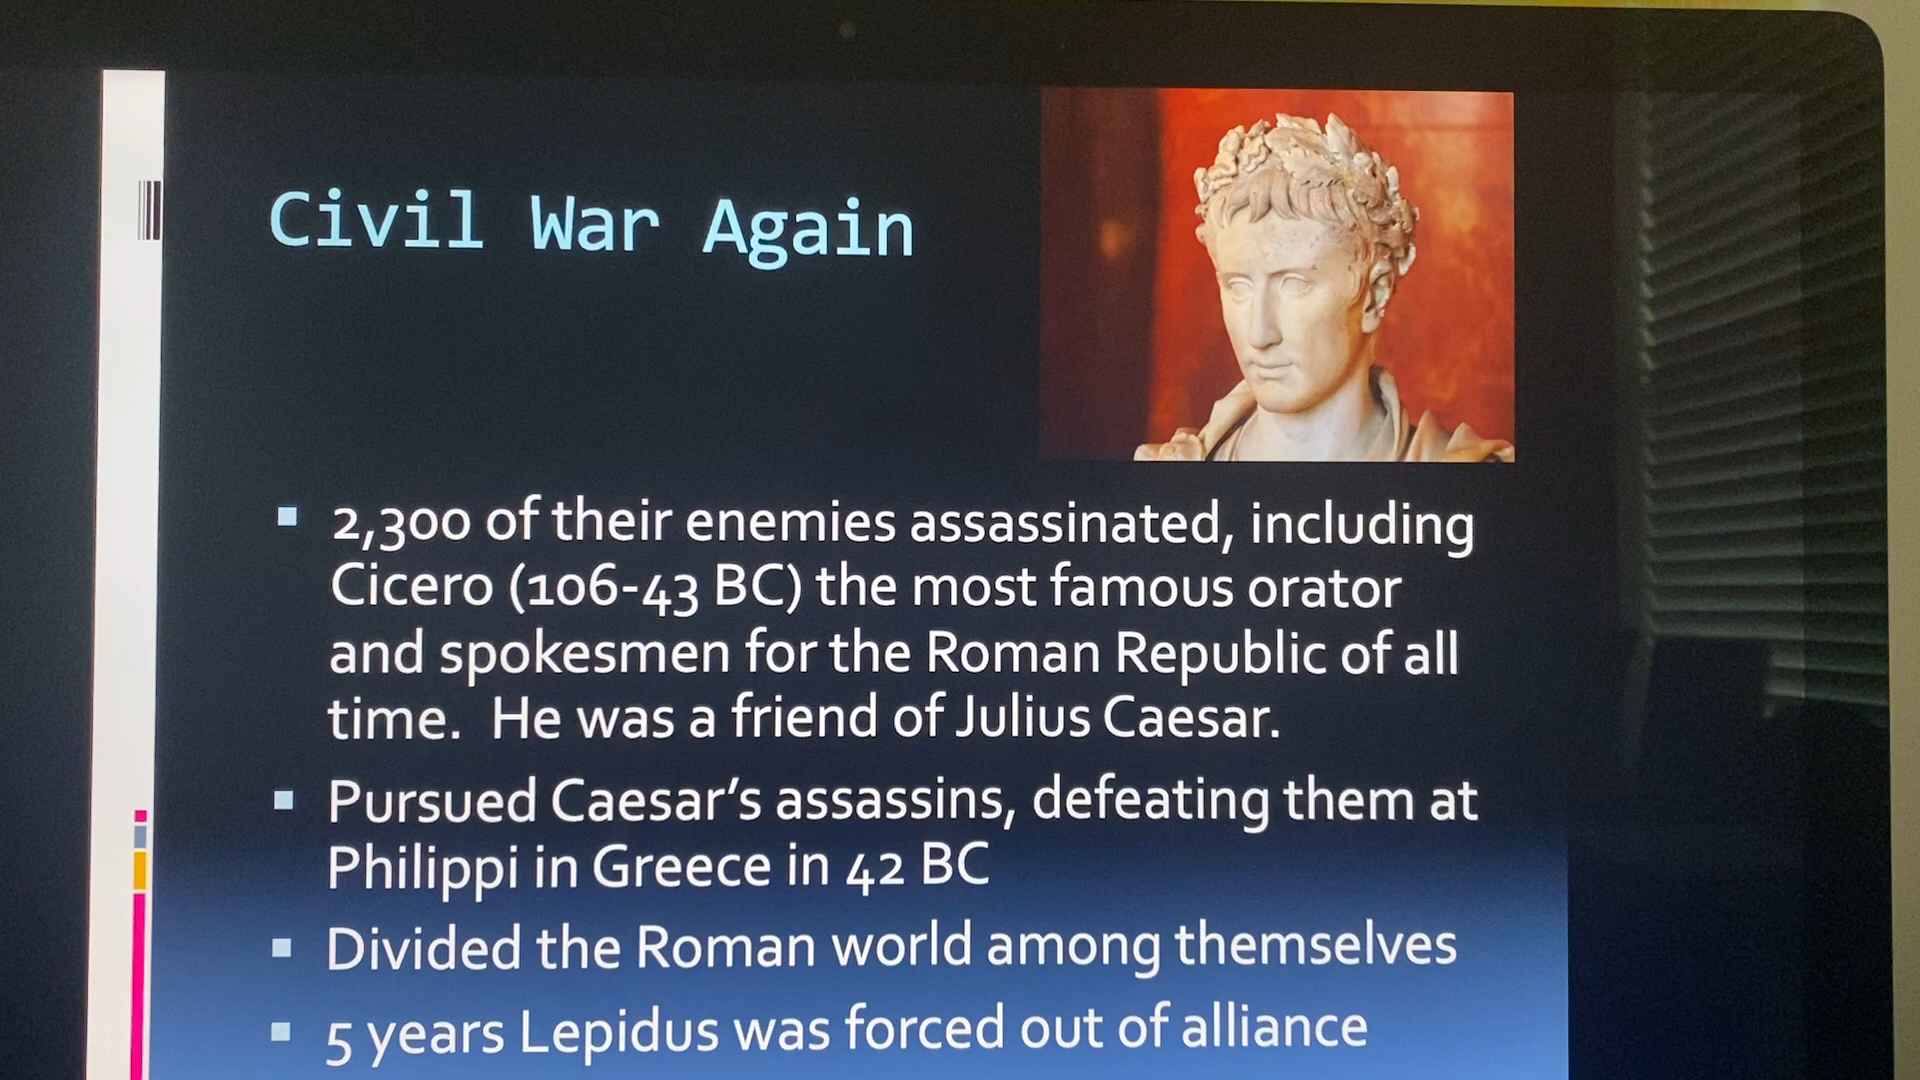 Civil War Again
2,300 of their enemies assassinated, including
Cicero (106-43 BC) the most famous orator
and spokesmen for the Roman Republic of all
time. He was a friend of Julius Caesar.
Pursued Caesar's assassins, defeating them at
Philippi in Greece in 42 BC
Divided the Roman world among themselves
5 years Lepidus was forced out of alliance